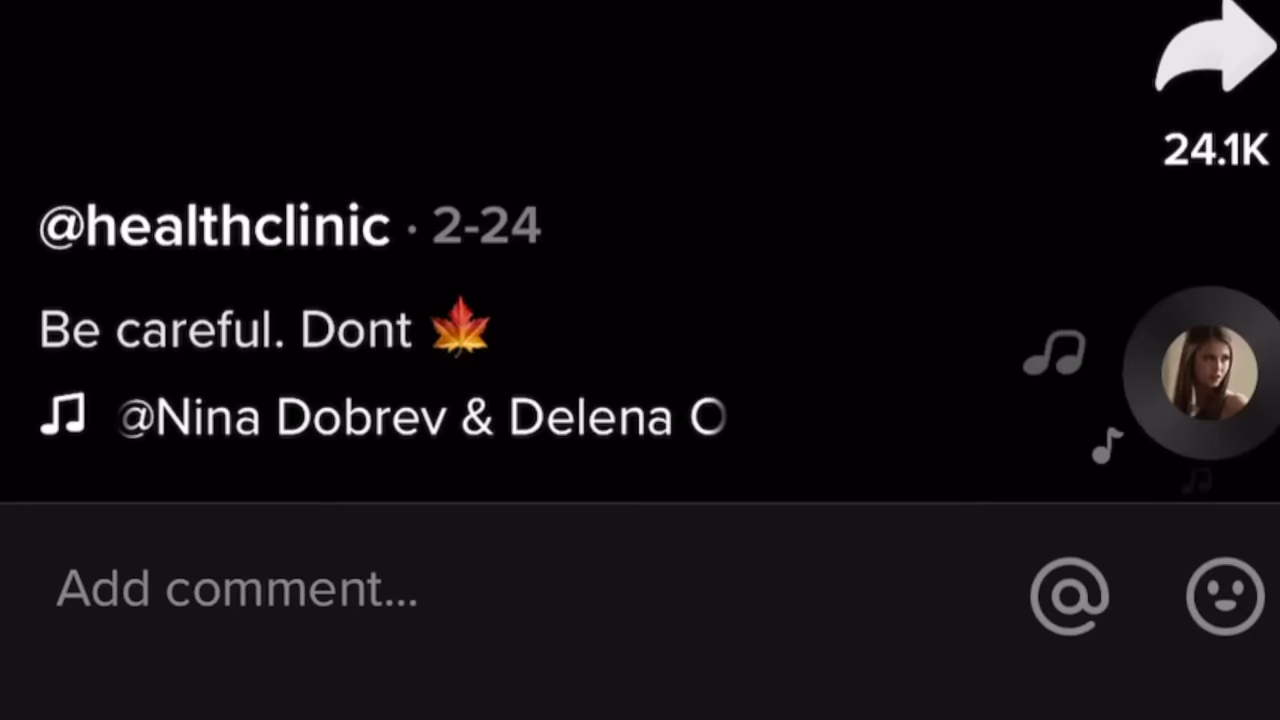 24.1K
@healthclinic · 2-24
Be careful. Dont 🍁
@Nina Dobrev & Delena
Add comment...